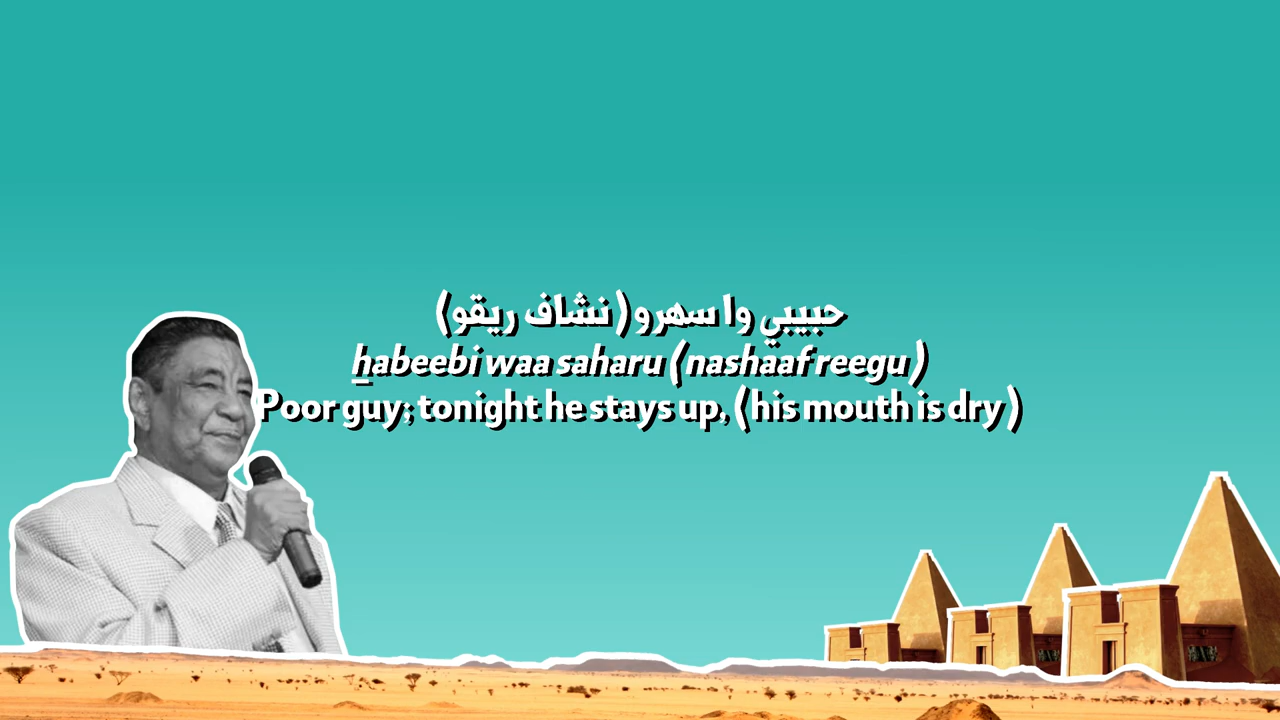 حبيبي وا سهرو (نشاف ريقو)
ẖabeebi waa saharu (nashaaf reegu)
Poor guy; tonight he stays up, (his mouth is dry)